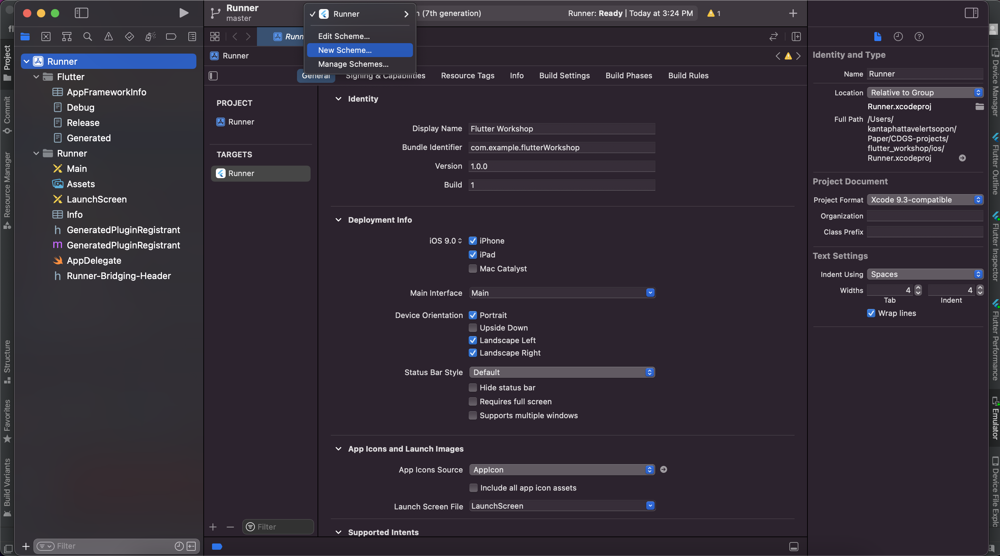 fl
Project
Commit
Resource Manager
Structure
Favorites
Build Variants
Runner
Flutter
AppFrameworkInfo
Debug
Release
Generated
Runner
Main
Assets
LaunchScreen
Info
h GeneratedPluginRegistrant
m GeneratedPluginRegistrant
AppDelegate
h Runner-Bridging-Header
Filter
Runner
master
Runner
Edit Scheme...
New Scheme...
Manage Schemes...
(7th generation)
Runner: Ready | Today at 3:24 PM
1
Runn
Runner
General
Signing & Capabilities
Resource Tags
Info
Build Settings
Build Phases
Build Rules
PROJECT
Runner
TARGETS
Runner
Filter
Identity
Display Name Flutter Workshop
Bundle Identifier com.example.flutterWorkshop
Version 1.0.0
Build 1
Deployment Info
iOS 9.0 iPhone
iPad
Mac Catalyst
Main Interface Main
Device Orientation Portrait
Upside Down
Landscape Left
Landscape Right
Status Bar Style Default
Hide status bar
Requires full screen
Supports multiple windows
App Icons and Launch Images
App Icons Source AppIcon
Include all app icon assets
Launch Screen File LaunchScreen
Supported Intents
Identity and Type
Name Runner
Location Relative to Group
Runner.xcodeproj
Full Path /Users/
kantaphattavelertsopon/
Paper/CDGS-projects/
flutter_workshop/ios/
Runner.xcodeproj
Project Document
Project Format Xcode 9.3-compatible
Organization
Class Prefix
Text Settings
Indent Using Spaces
Widths 4 4
Tab Indent
Wrap lines
Device Manager
Flutter Outline
Flutter Inspector
Flutter Performance
Emulator
Device File Explo